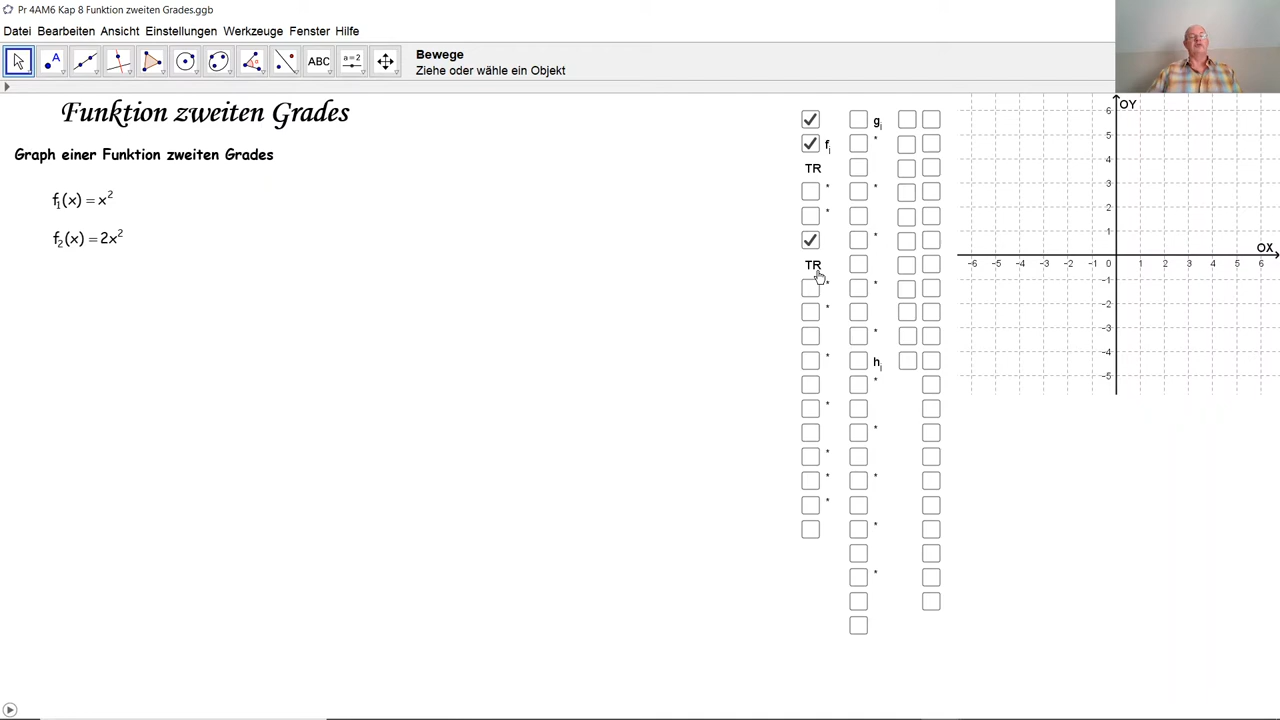 Pr 4AM6 Kap 8 Funktion zweiten Grades.ggb
Datei Bearbeiten Ansicht Einstellungen Werkzeuge Fenster Hilfe
A ABC a=2
Bewege
Ziehe oder wähle ein Objekt
Funktion zweiten Grades
Graph einer Funktion zweiten Grades
f₁(x) = x²
f₂(x) = 2x²
gᵢ
fᵢ *
TR
* *
*
*
TR
* *
*
*
* hᵢ
*
*
*
*
* *
*
*
*
OY
6
5
4
3
2
1
OX
-6 -5 -4 -3 -2 -1 0 1 2 3 4 5 6
-1
-2
-3
-4
-5